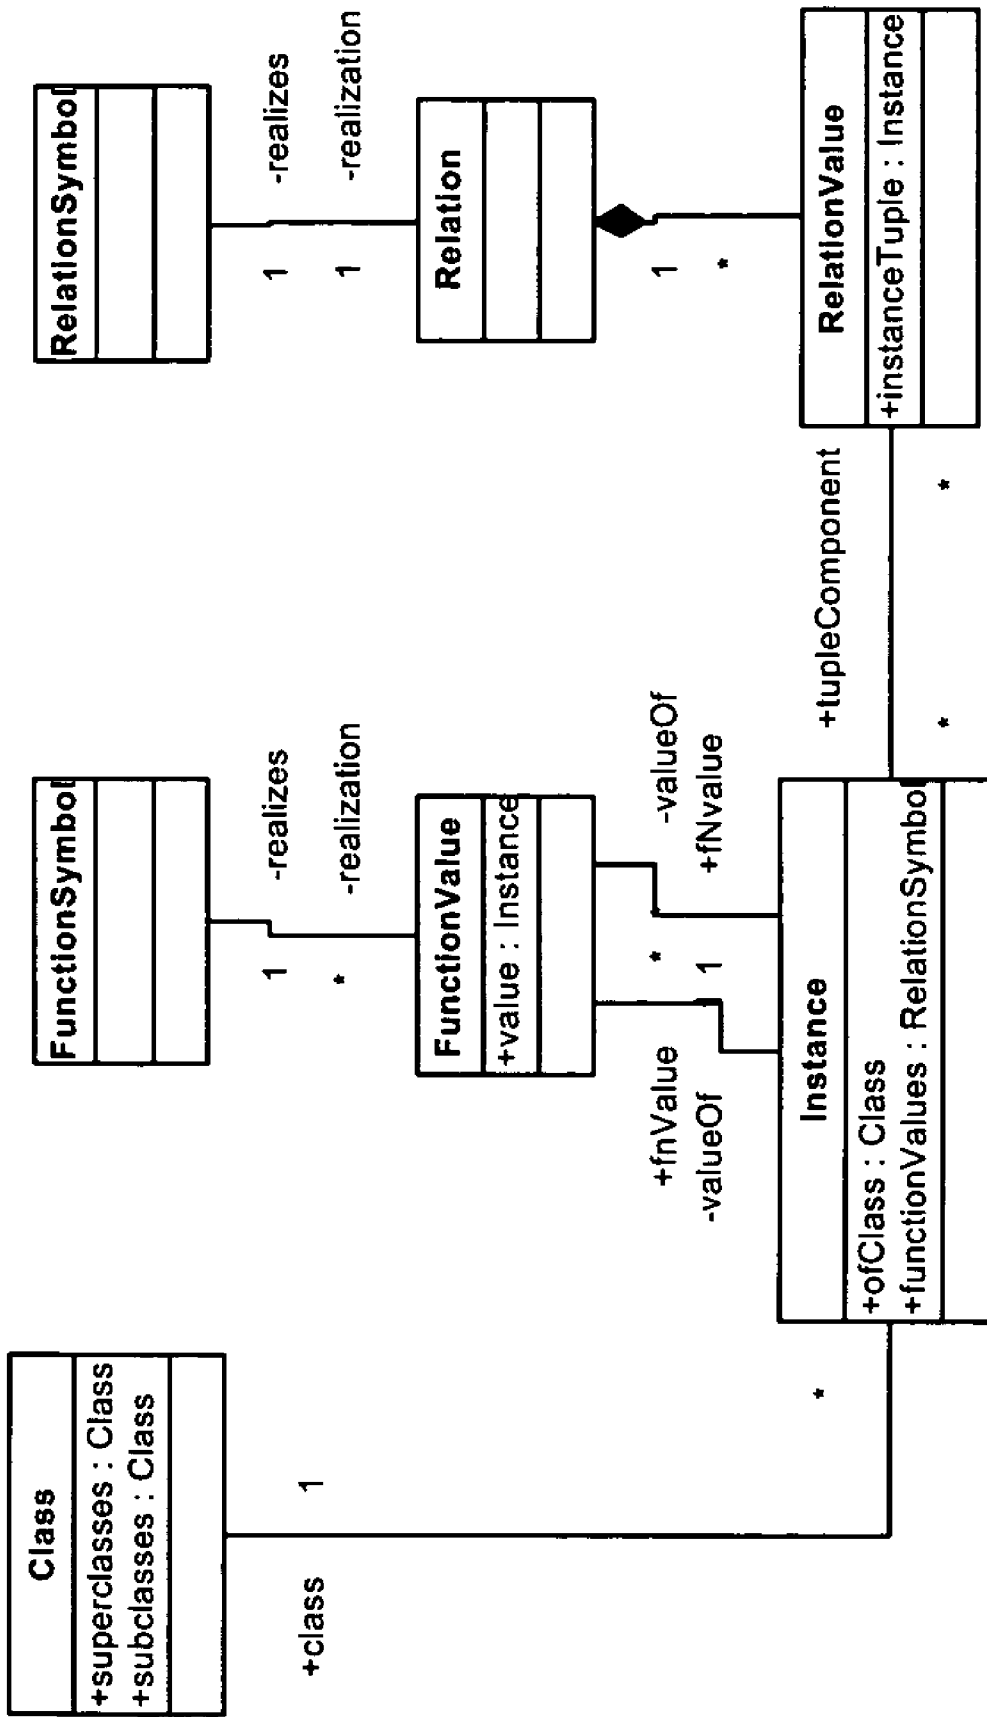 Class
+superclasses : Class
+subclasses : Class
+class
1
*
FunctionSymbol
1
-realizes
*
-realization
FunctionValue
+value : Instance
+fnValue
-valueOf
*
1
-valueOf
+fNvalue
Instance
+ofClass : Class
+functionValues : RelationSymbol
RelationSymbol
1
-realizes
1
-realization
Relation
1
*
RelationValue
+instanceTuple : Instance
+tupleComponent
*
*